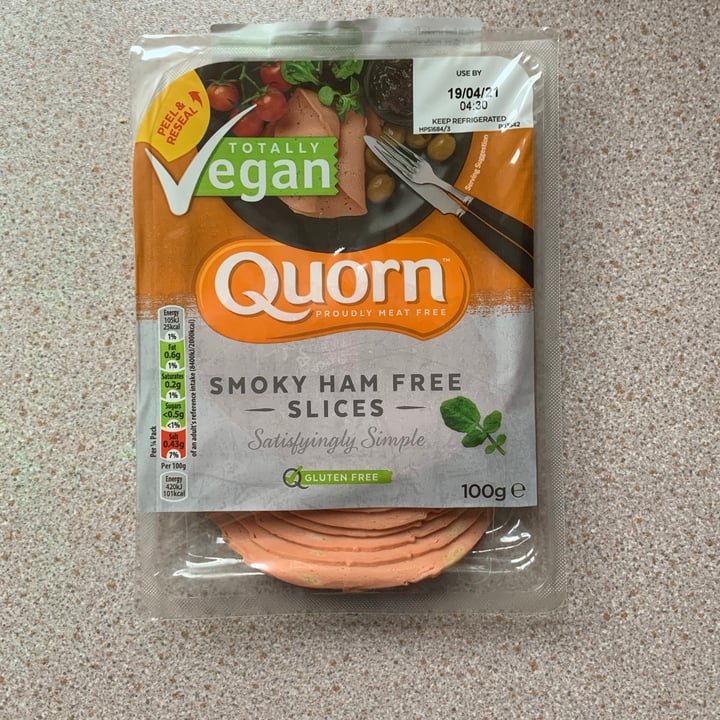 PEEL &
RESEAL
USE BY
19/04/21
04:30
KEEP REFRIGERATED
MPS1684/3
Serving Suggestion
TOTALLY
Vegan
Quorn™
PROUDLY MEAT FREE
SMOKY HAM FREE
SLICES
Satisfyingly Simple
GLUTEN FREE
100g e
Per ¼ Pack
Energy
105kJ
25kcal
1%
Fat
0.6g
1%
Saturates
0.2g
1%
Sugars
<0.5g
<1%
Salt
0.43g
7%
of an adult's reference intake (8400kJ/2000kcal)
Per 100g
Energy
420kJ
101kcal